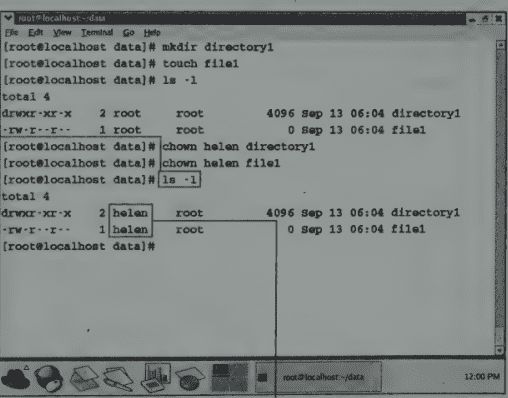 root@localhost:~/data
File Edit View Terminal Go Help
[root@localhost data]# mkdir directory1
[root@localhost data]# touch file1
[root@localhost data]# ls -l
total 4
drwxr-xr-x 2 root root 4096 Sep 13 06:04 directory1
-rw-r--r-- 1 root root 0 Sep 13 06:04 file1
[root@localhost data]# chown helen directory1
[root@localhost data]# chown helen file1
[root@localhost data]# ls -l
total 4
drwxr-xr-x 2 helen root 4096 Sep 13 06:04 directory1
-rw-r--r-- 1 helen root 0 Sep 13 06:04 file1
[root@localhost data]#
root@localhost:~/data
12:00 PM